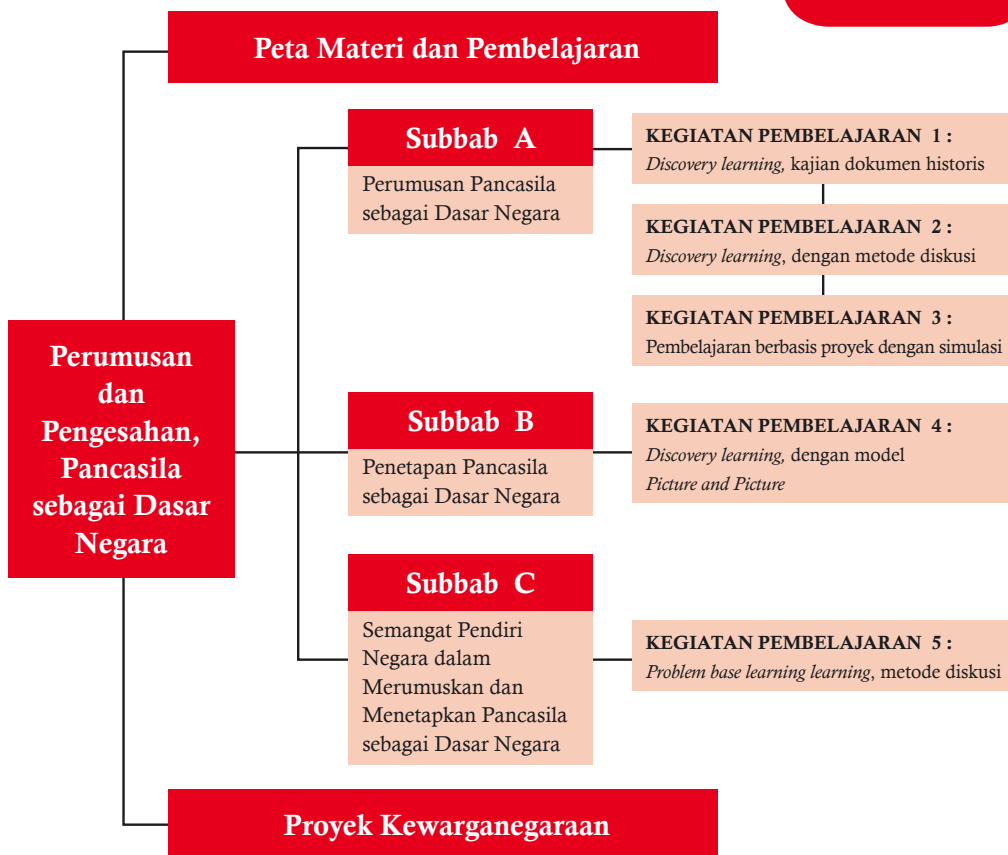 Peta Materi dan Pembelajaran
Subbab A
Perumusan Pancasila
sebagai Dasar Negara
KEGIATAN PEMBELAJARAN 1 :
Discovery learning, kajian dokumen historis
KEGIATAN PEMBELAJARAN 2 :
Discovery learning, dengan metode diskusi
KEGIATAN PEMBELAJARAN 3 :
Pembelajaran berbasis proyek dengan simulasi
Perumusan
dan
Pengesahan,
Pancasila
sebagai Dasar
Negara
Subbab B
Penetapan Pancasila
sebagai Dasar Negara
KEGIATAN PEMBELAJARAN 4 :
Discovery learning, dengan model
Picture and Picture
Subbab C
Semangat Pendiri
Negara dalam
Merumuskan dan
Menetapkan Pancasila
sebagai Dasar Negara
KEGIATAN PEMBELAJARAN 5 :
Problem base learning learning, metode diskusi
Proyek Kewarganegaraan